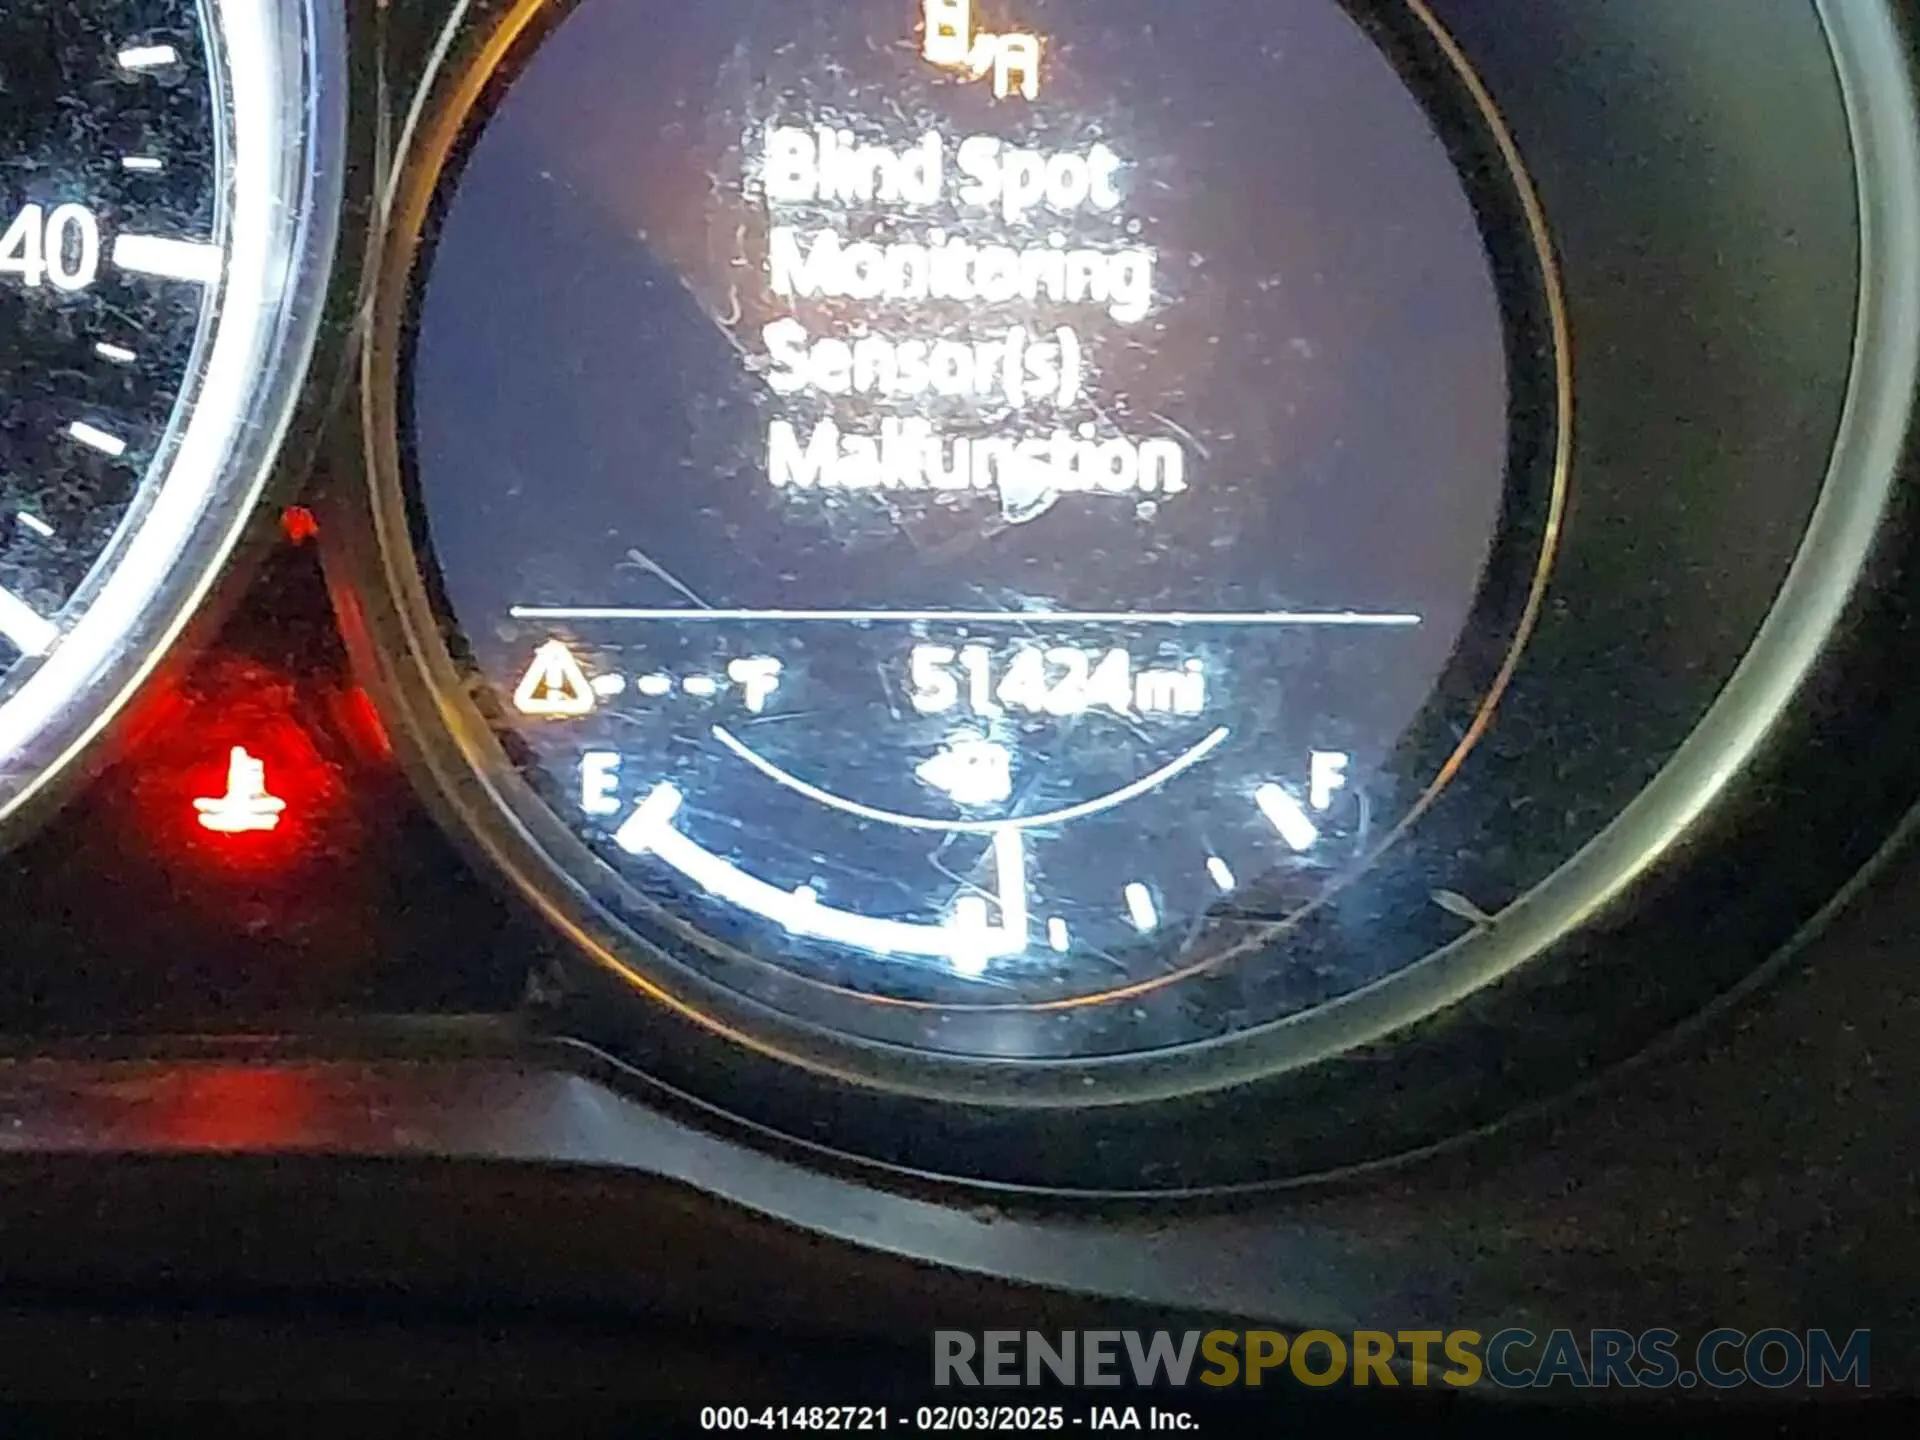 40
Blind Spot
Monitoring
Sensor(s)
Malfunction
---°F 51424mi
E F
RENEWSPORTSCARS.COM
000-41482721 - 02/03/2025 - IAA Inc.